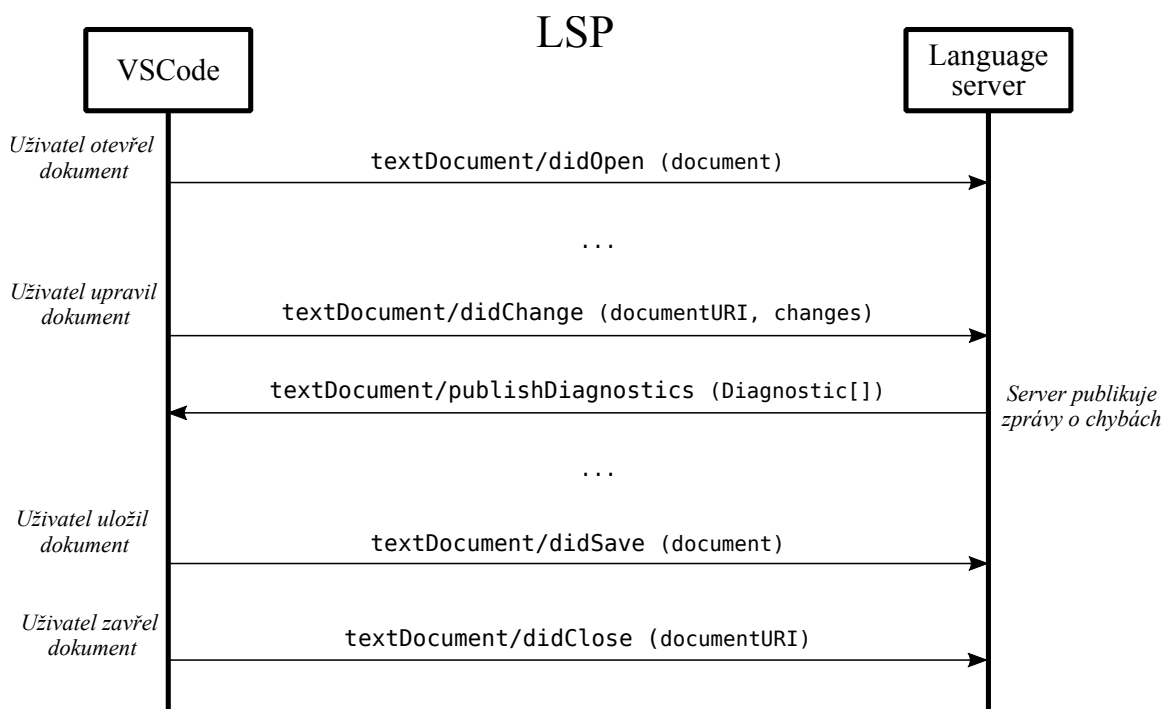 LSP
VSCode
Language
server
Uživatel otevřel
dokument
textDocument/didOpen (document)
...
Uživatel upravil
dokument
textDocument/didChange (documentURI, changes)
textDocument/publishDiagnostics (Diagnostic[])
Server publikuje
zprávy o chybách
...
Uživatel uložil
dokument
textDocument/didSave (document)
Uživatel zavřel
dokument
textDocument/didClose (documentURI)